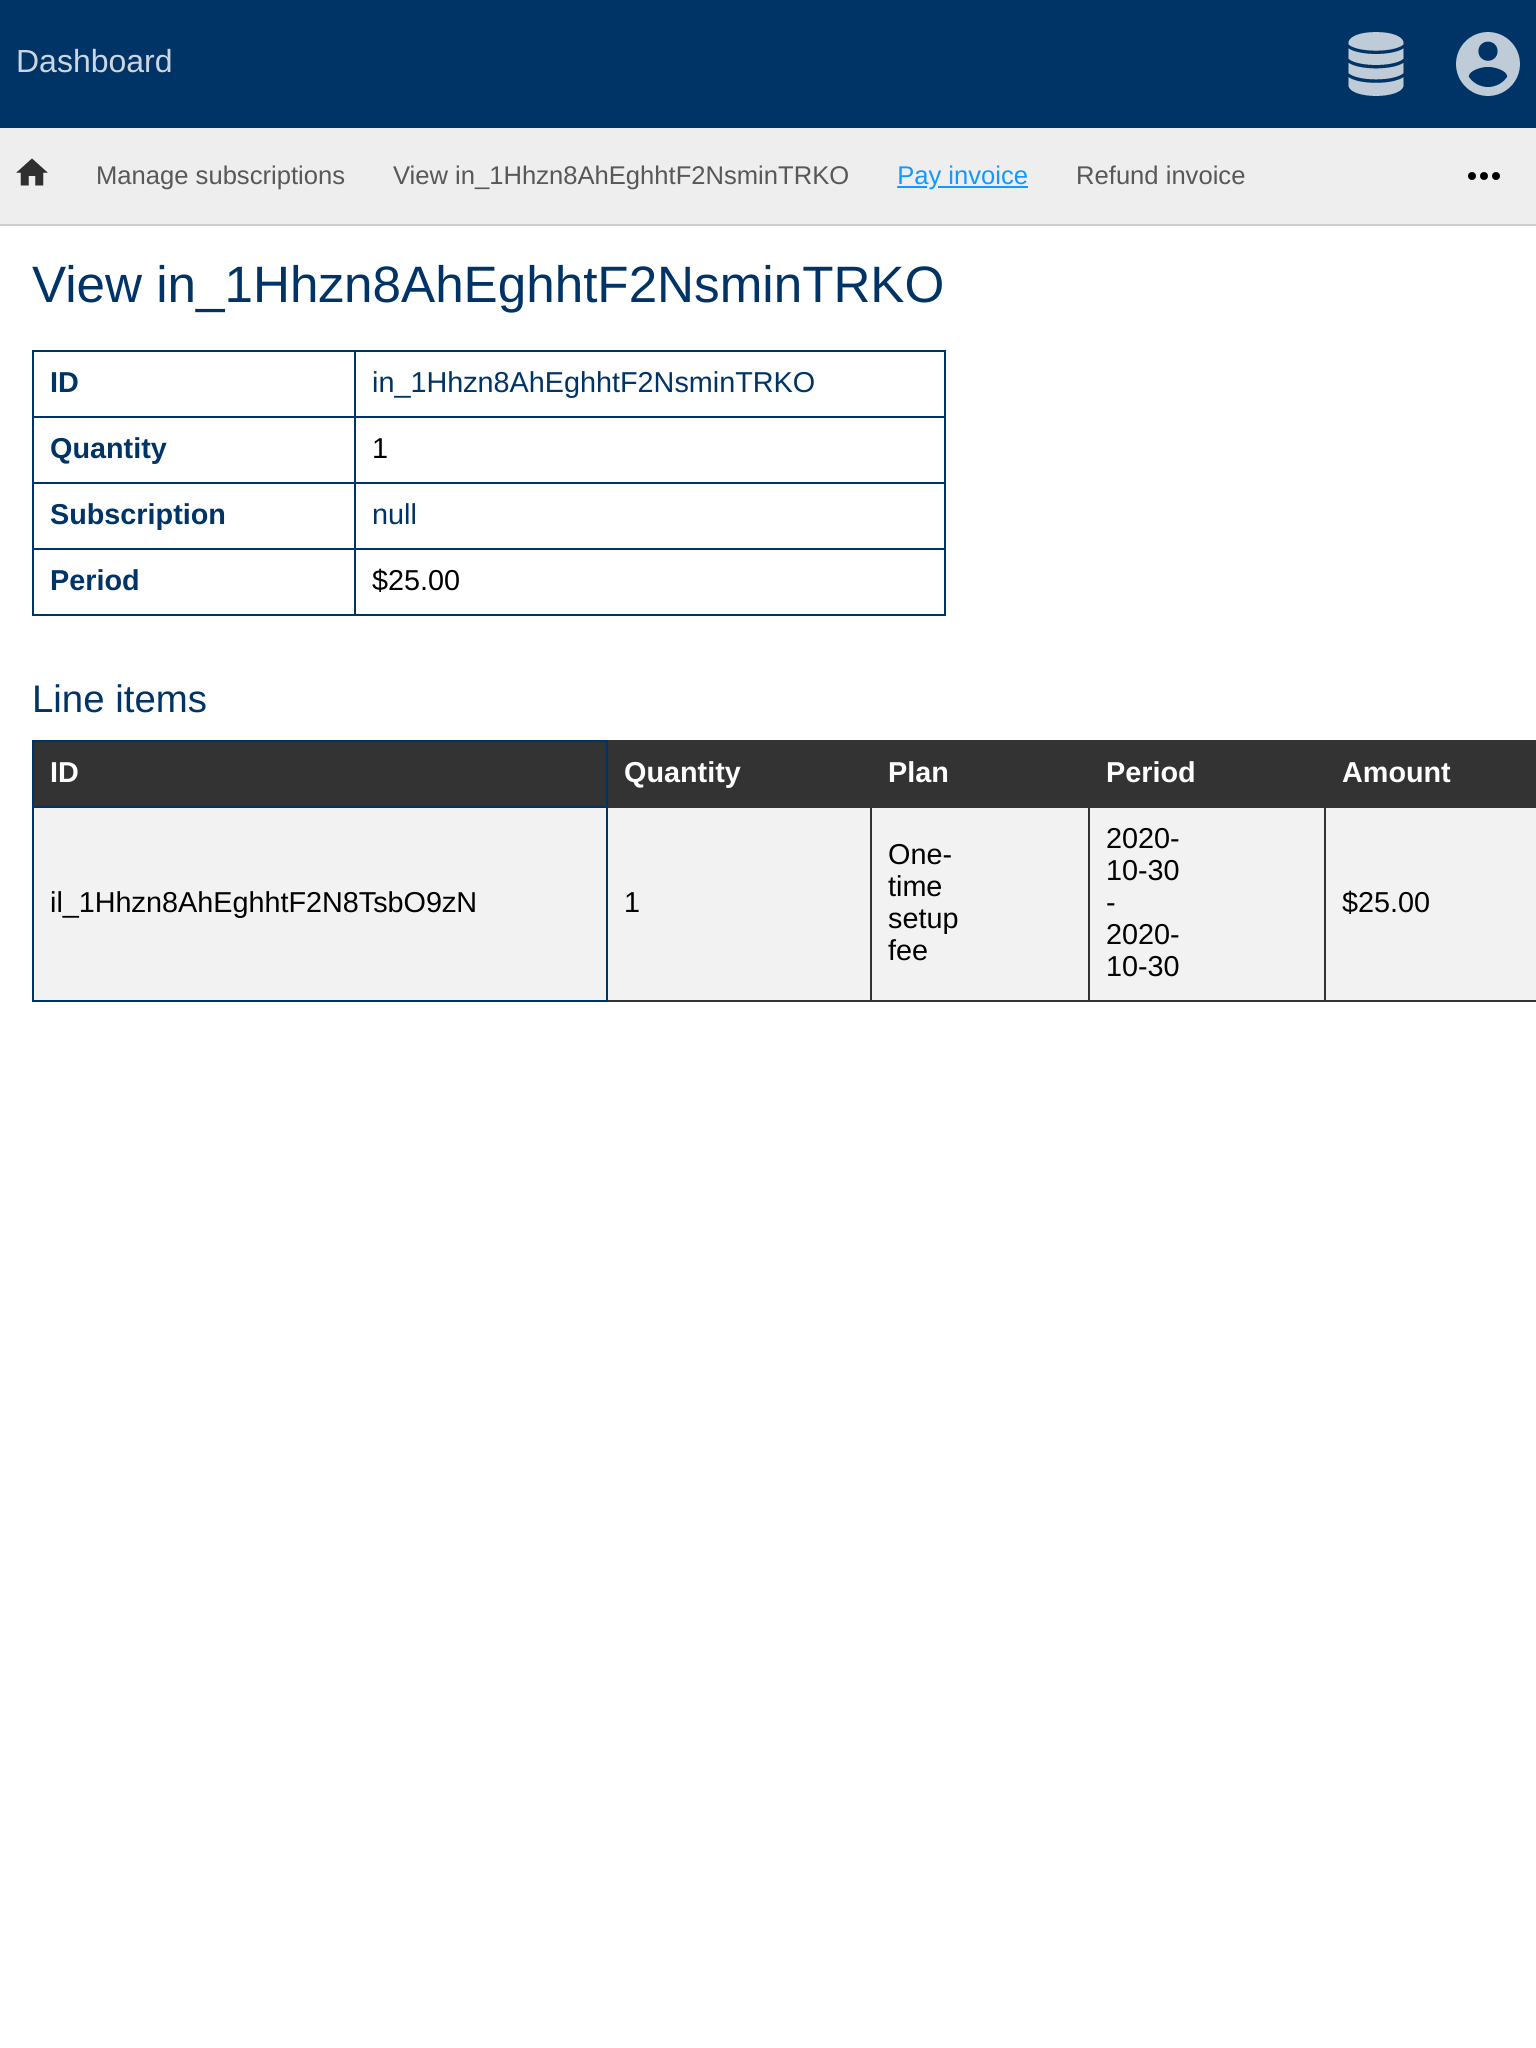 Dashboard
Manage subscriptions View in_1Hhzn8AhEghhtF2NsminTRKO Pay invoice Refund invoice
View in_1Hhzn8AhEghhtF2NsminTRKO
ID in_1Hhzn8AhEghhtF2NsminTRKO
Quantity 1
Subscription null
Period $25.00
Line items
ID Quantity Plan Period Amount
il_1Hhzn8AhEghhtF2N8TsbO9zN 1
One-
time
setup
fee
2020-
10-30
-
2020-
10-30
$25.00